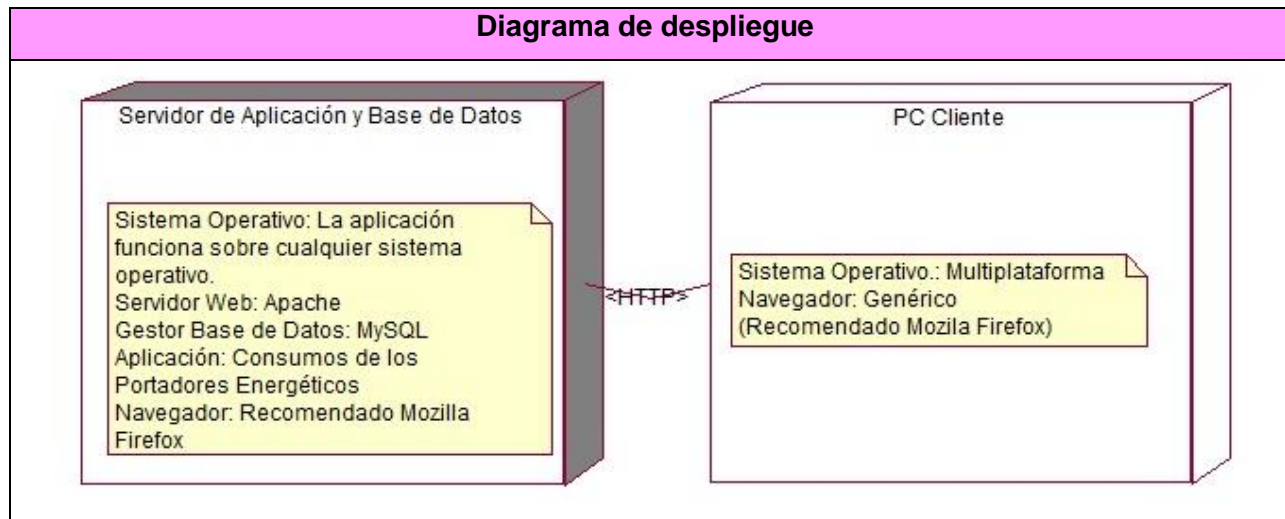 Diagrama de despliegue
Servidor de Aplicación y Base de Datos
Sistema Operativo: La aplicación
funciona sobre cualquier sistema
operativo.
Servidor Web: Apache
Gestor Base de Datos: MySQL
Aplicación: Consumos de los
Portadores Energéticos
Navegador: Recomendado Mozilla
Firefox
<HTTP>
PC Cliente
Sistema Operativo.: Multiplataforma
Navegador: Genérico
(Recomendado Mozila Firefox)